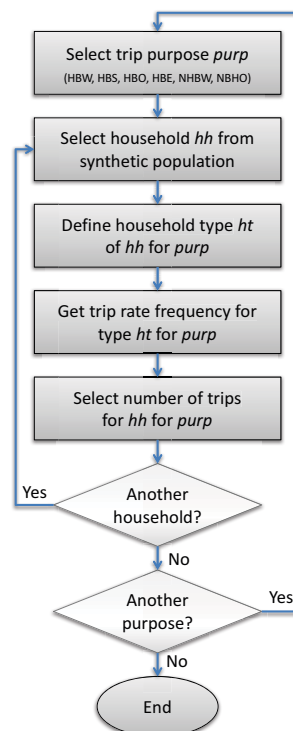 Select trip purpose purp
(HBW, HBS, HBO, HBE, NHBW, NBHO)
Select household hh from
synthetic population
Define household type ht
of hh for purp
Get trip rate frequency for
type ht for purp
Select number of trips
for hh for purp
Yes
Another
household?
No
Another
purpose?
Yes
No
End